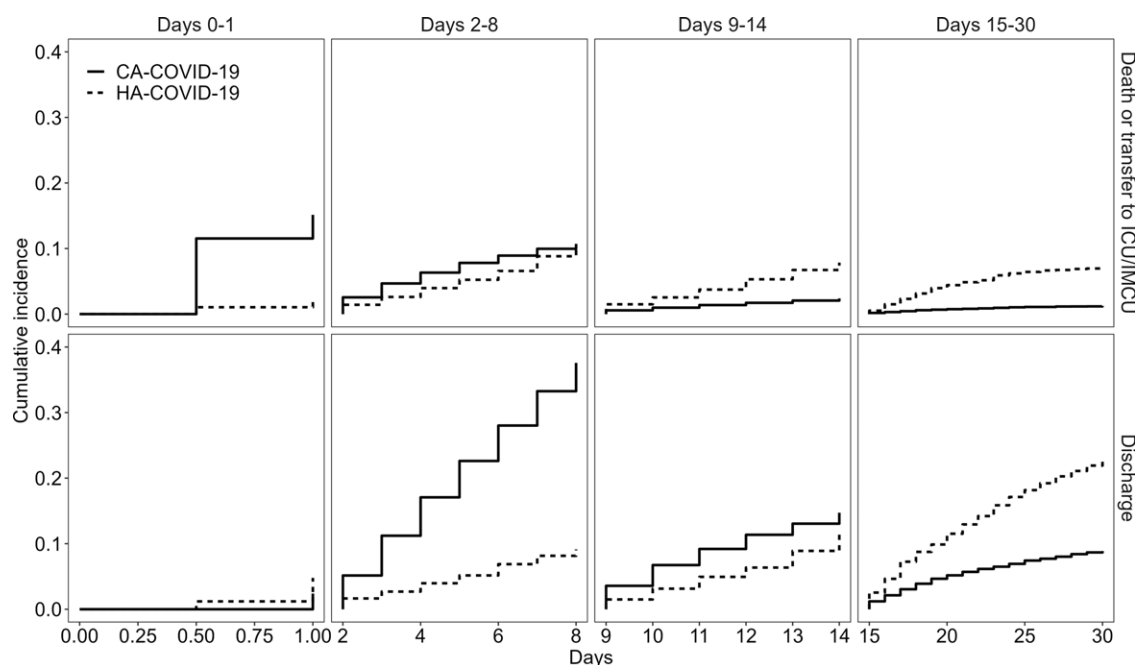 Days 0-1
Days 2-8
Days 9-14
Days 15-30
CA-COVID-19
HA-COVID-19
0.4
0.3
0.2
0.1
0.0
Death or transfer to ICU/IMCU
Cumulative incidence
0.4
0.3
0.2
0.1
0.0
Discharge
0.00 0.25 0.50 0.75 1.00
2 4 6 8
9 10 11 12 13 14
15 20 25 30
Days